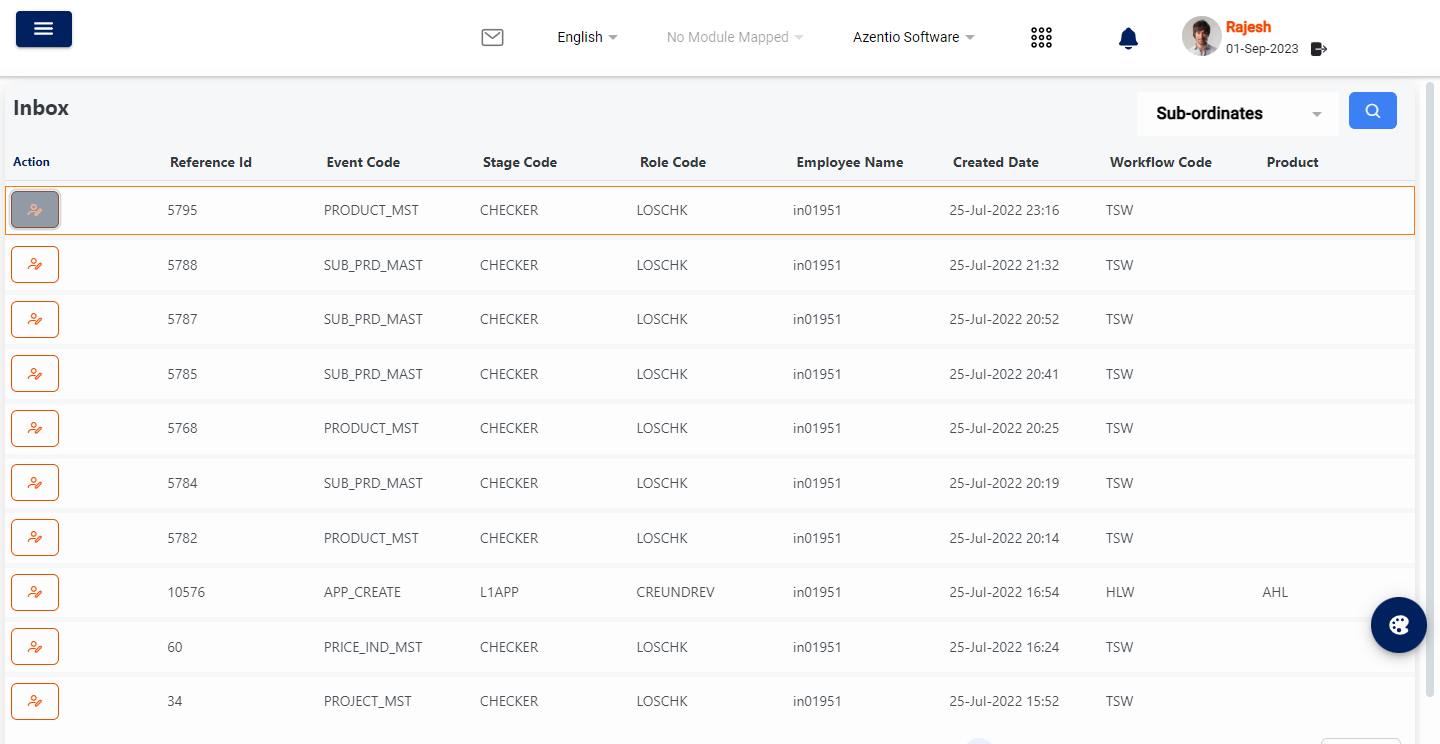 English No Module Mapped Azentio Software Rajesh
01-Sep-2023
Inbox Sub-ordinates
Action Reference Id Event Code Stage Code Role Code Employee Name Created Date Workflow Code Product
5795 PRODUCT_MST CHECKER LOSCHK in01951 25-Jul-2022 23:16 TSW
5788 SUB_PRD_MAST CHECKER LOSCHK in01951 25-Jul-2022 21:32 TSW
5787 SUB_PRD_MAST CHECKER LOSCHK in01951 25-Jul-2022 20:52 TSW
5785 SUB_PRD_MAST CHECKER LOSCHK in01951 25-Jul-2022 20:41 TSW
5768 PRODUCT_MST CHECKER LOSCHK in01951 25-Jul-2022 20:25 TSW
5784 SUB_PRD_MAST CHECKER LOSCHK in01951 25-Jul-2022 20:19 TSW
5782 PRODUCT_MST CHECKER LOSCHK in01951 25-Jul-2022 20:14 TSW
10576 APP_CREATE L1APP CREUNDREV in01951 25-Jul-2022 16:54 HLW AHL
60 PRICE_IND_MST CHECKER LOSCHK in01951 25-Jul-2022 16:24 TSW
34 PROJECT_MST CHECKER LOSCHK in01951 25-Jul-2022 15:52 TSW